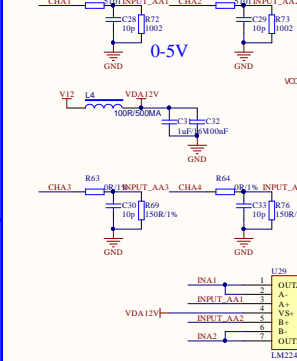 CHA1 5101 INPUT_AA1 CHA2 5101 INPUT_AA2
C28 R72 C29 R73
10p 1002 10p 1002
GND 0-5V GND
VCC
V12 L4 VDA12V
100R/500MA
C31 C32
1uF/16V 100nF
GND
R63 R64
CHA3 0R/1% INPUT_AA3 CHA4 0R/1% INPUT_A
C30 R69 C33 R76
10p 150R/1% 10p 150R/
GND GND
U29
INA1 1 OUT
2 A-
INPUT_AA1 3 A+
VDA12V 4 VS+
INPUT_AA2 5 B+
6 B-
INA2 7 OUT
LM224